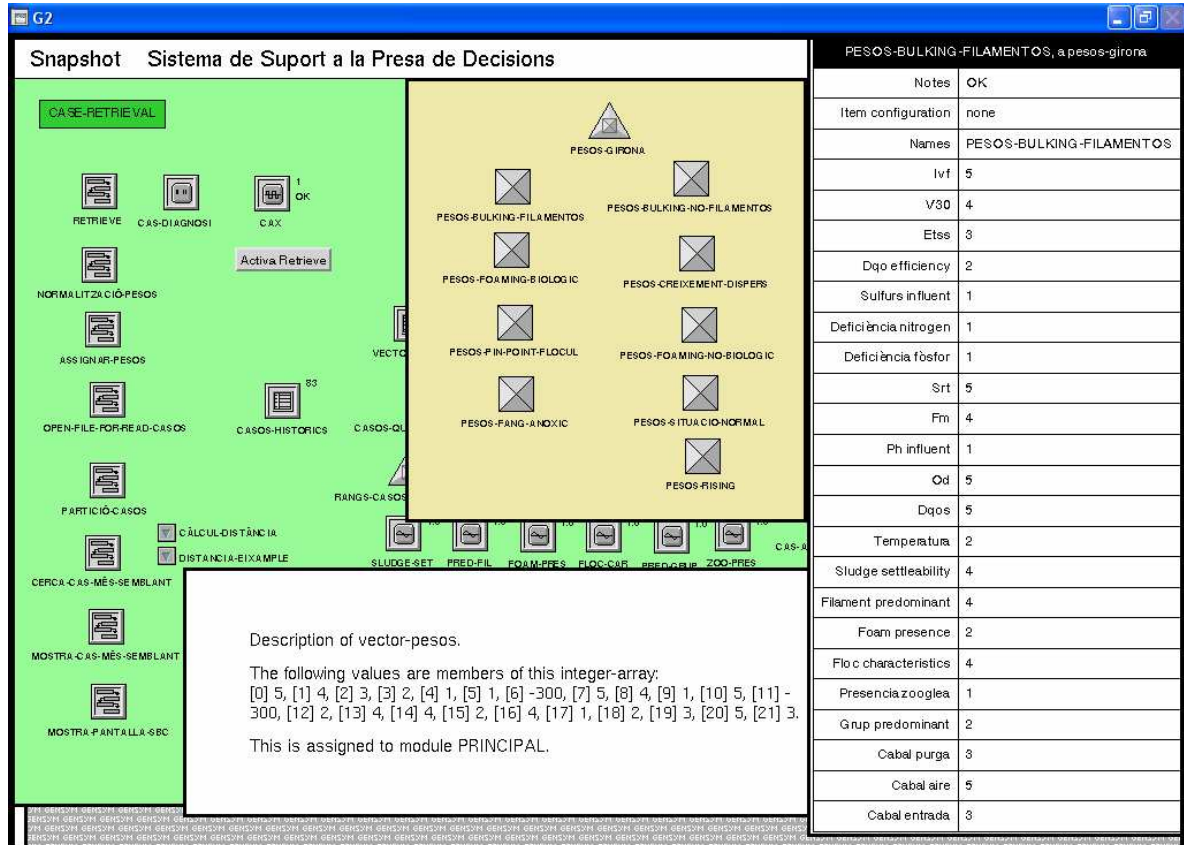 G2
Snapshot Sistema de Suport a la Presa de Decisions
CASE-RETRIEVAL
RETRIEVE
CAS-DIAGNOSI
1
OK
CAX
Activa Retrieve
NORMALITZACIÓ-PESOS
ASSIGNAR-PESOS
VECTO
OPEN-FILE-FOR-READ-CASOS
83
CASOS-HISTORICS
CASOS-QU
PARTICIÓ-CASOS
RANGS-CASOS
CÀLCUL-DISTÀNCIA
DISTANCIA-EIXAMPLE
CERCA-CAS-MÉS-SEMBLANT
SLUDGE-SET
PRED-FIL
FOAM-PRES
FLOC-CAR
PRED-GRUP
ZOO-PRES
CAS-A
MOSTRA-CAS-MÉS-SEMBLANT
MOSTRA-PANTALLA-SBC
PESOS-GIRONA
PESOS-BULKING-FILAMENTOS
PESOS-BULKING-NO-FILAMENTOS
PESOS-FOAMING-BIOLOGIC
PESOS-CREIXEMENT-DISPERS
PESOS-PIN-POINT-FLOCUL
PESOS-FOAMING-NO-BIOLOGIC
PESOS-FANG-ANOXIC
PESOS-SITUACIO-NORMAL
PESOS-RISING
Description of vector-pesos.
The following values are members of this integer-array:
[0] 5, [1] 4, [2] 3, [3] 2, [4] 1, [5] 1, [6] -300, [7] 5, [8] 4, [9] 1, [10] 5, [11] -
300, [12] 2, [13] 4, [14] 4, [15] 2, [16] 4, [17] 1, [18] 2, [19] 3, [20] 5, [21] 3.
This is assigned to module PRINCIPAL.
PESOS-BULKING-FILAMENTOS, a pesos-girona
Notes OK
Item configuration none
Names PESOS-BULKING-FILAMENTOS
Ivf 5
V30 4
Etss 3
Dqo efficiency 2
Sulfurs influent 1
Deficiència nitrogen 1
Deficiència fòsfor 1
Srt 5
Fm 4
Ph influent 1
Od 5
Dqos 5
Temperatura 2
Sludge settleability 4
Filament predominant 4
Foam presence 2
Floc characteristics 4
Presencia zooglea 1
Grup predominant 2
Cabal purga 3
Cabal aire 5
Cabal entrada 3